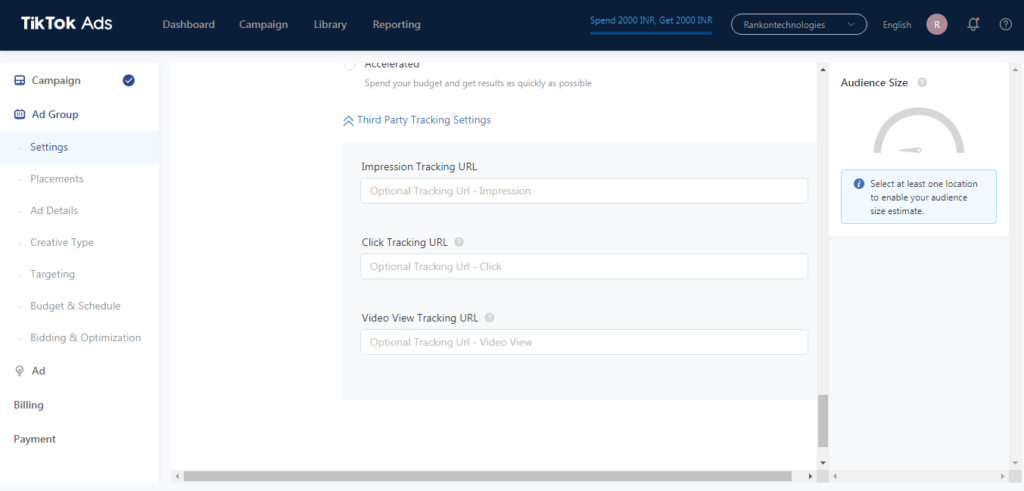 TikTok Ads
Dashboard
Campaign
Library
Reporting
Spend 2000 INR, Get 2000 INR
Rankontechnologies
English
R
?
Campaign
Ad Group
Settings
Placements
Ad Details
Creative Type
Targeting
Budget & Schedule
Bidding & Optimization
Ad
Billing
Payment
Accelerated
Spend your budget and get results as quickly as possible
Third Party Tracking Settings
Impression Tracking URL
Optional Tracking Url - Impression
Click Tracking URL ?
Optional Tracking Url - Click
Video View Tracking URL ?
Optional Tracking Url - Video View
Audience Size ?
i Select at least one location
to enable your audience
size estimate.